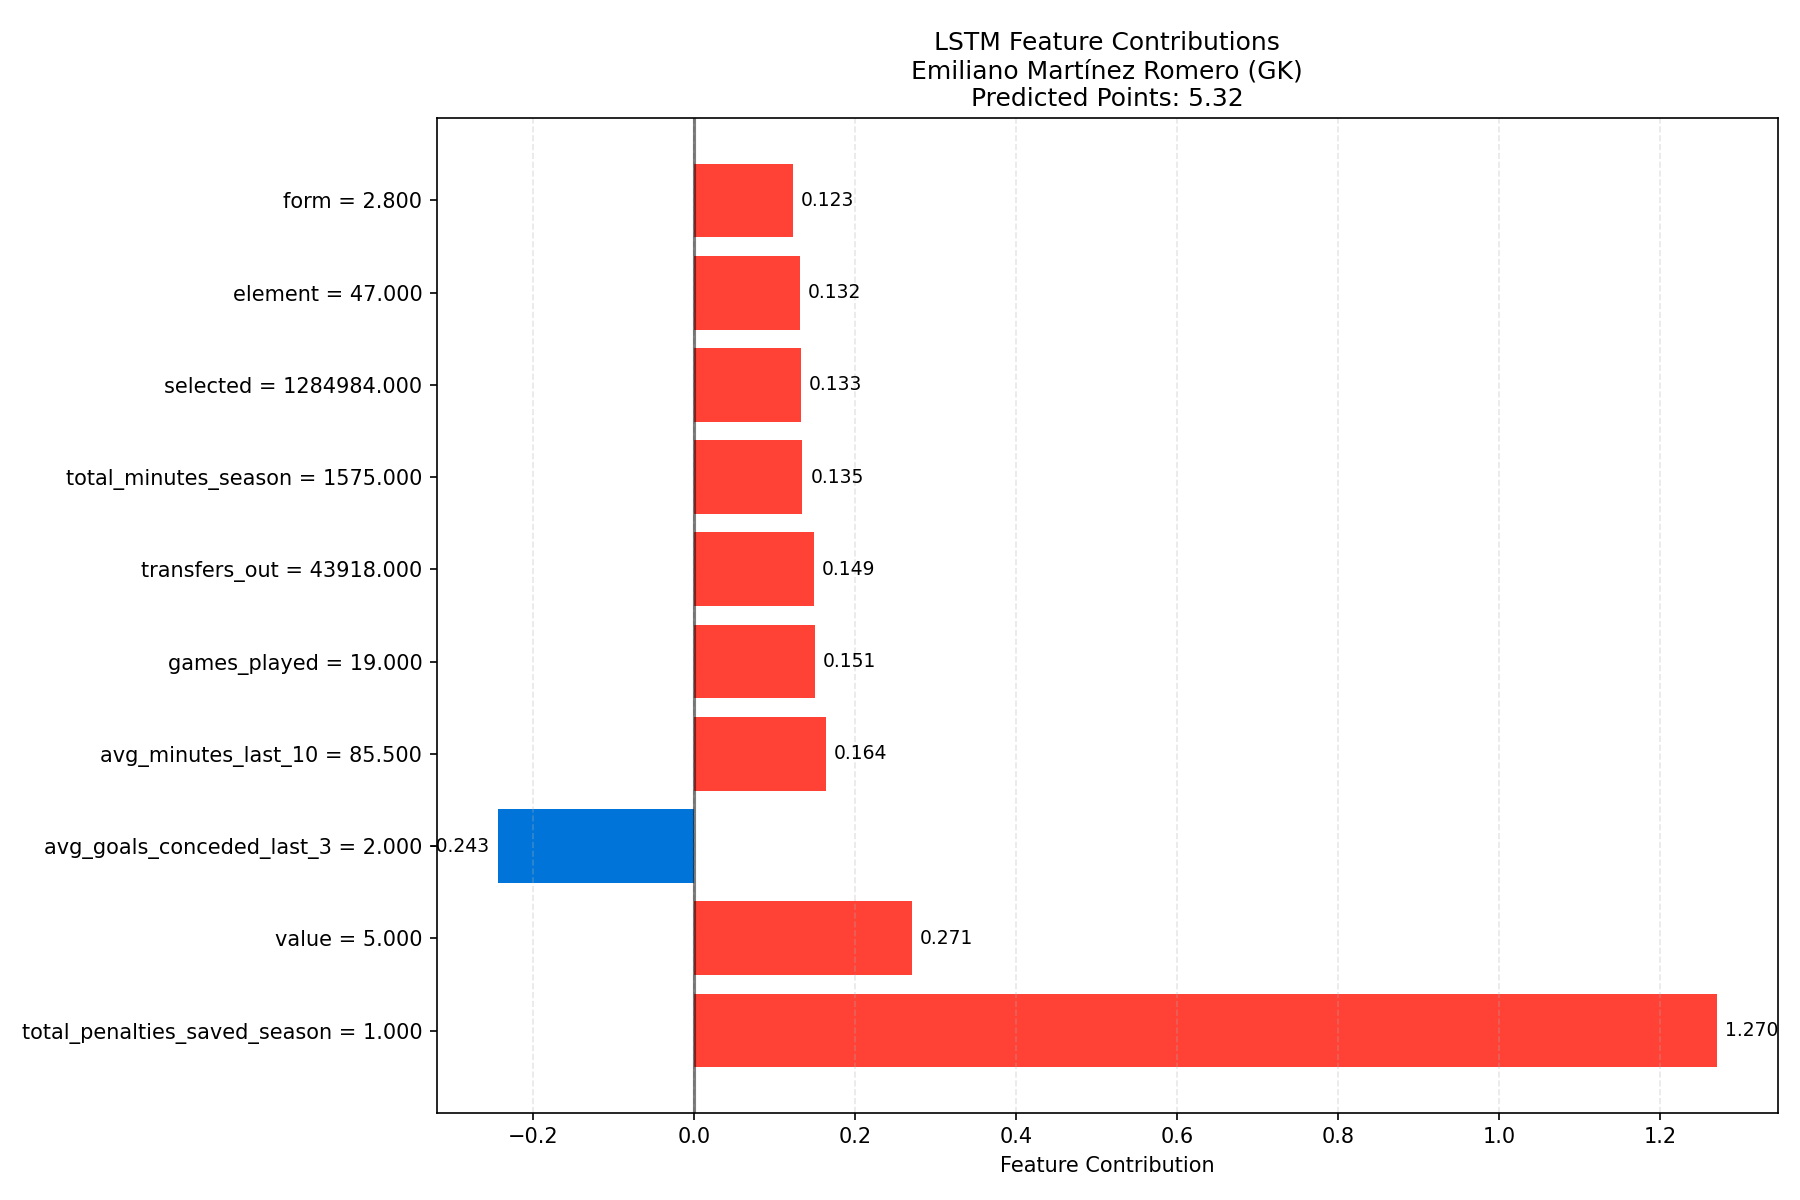 LSTM Feature Contributions
Emiliano Martínez Romero (GK)
Predicted Points: 5.32
form = 2.800
0.123
element = 47.000
0.132
selected = 1284984.000
0.133
total_minutes_season = 1575.000
0.135
transfers_out = 43918.000
0.149
games_played = 19.000
0.151
avg_minutes_last_10 = 85.500
0.164
avg_goals_conceded_last_3 = 2.000
-0.243
value = 5.000
0.271
total_penalties_saved_season = 1.000
1.270
−0.2 0.0 0.2 0.4 0.6 0.8 1.0 1.2
Feature Contribution